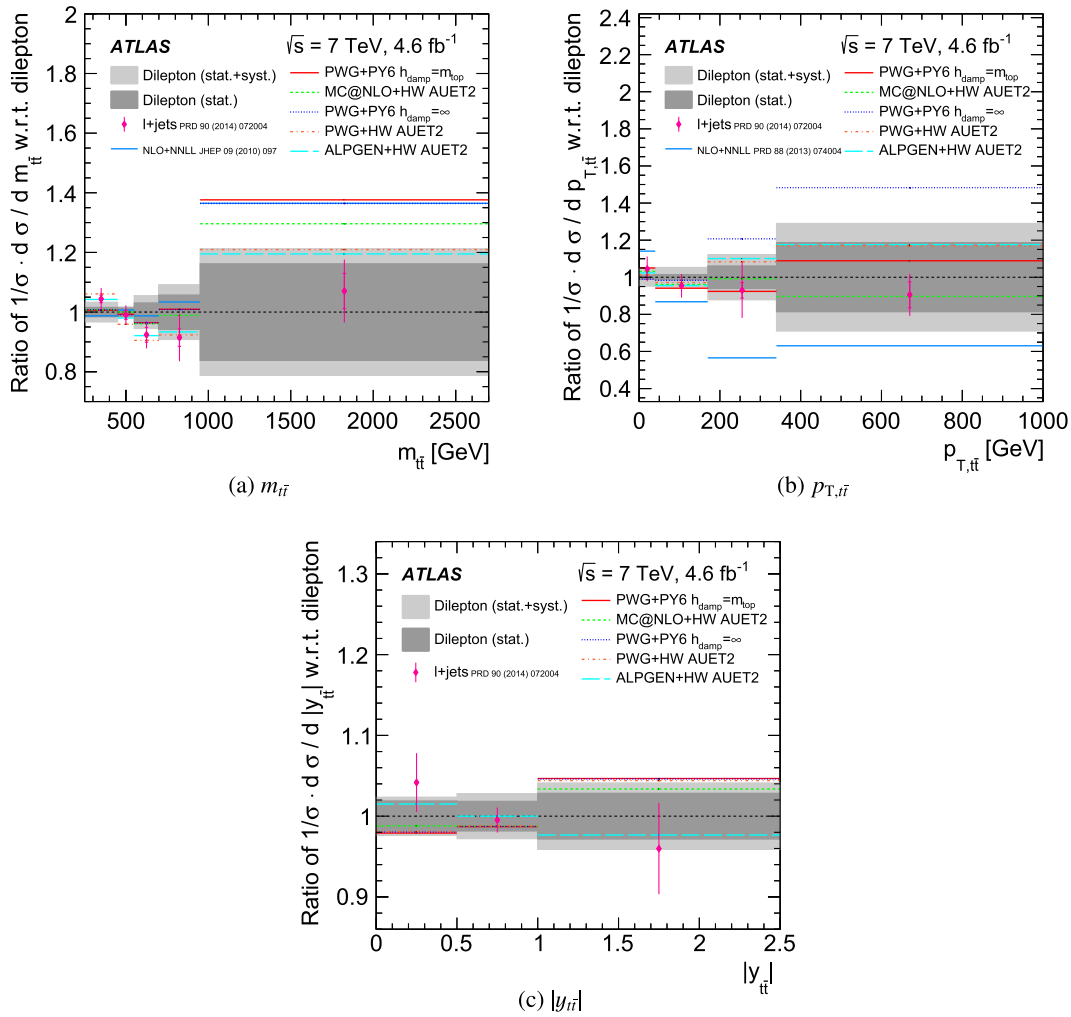 Ratio of 1/σ · d σ / d m_tt̄ w.r.t. dilepton
2
1.8
1.6
1.4
1.2
1
0.8
ATLAS
√s = 7 TeV, 4.6 fb⁻¹
Dilepton (stat.+syst.)
Dilepton (stat.)
l+jets PRD 90 (2014) 072004
NLO+NNLL JHEP 09 (2010) 097
PWG+PY6 h_damp=m_top
MC@NLO+HW AUET2
PWG+PY6 h_damp=∞
PWG+HW AUET2
ALPGEN+HW AUET2
500 1000 1500 2000 2500
m_tt̄ [GeV]
(a) m_tt̄
Ratio of 1/σ · d σ / d p_T,tt̄ w.r.t. dilepton
2.4
2.2
2
1.8
1.6
1.4
1.2
1
0.8
0.6
0.4
ATLAS
√s = 7 TeV, 4.6 fb⁻¹
Dilepton (stat.+syst.)
Dilepton (stat.)
l+jets PRD 90 (2014) 072004
NLO+NNLL PRD 88 (2013) 074004
PWG+PY6 h_damp=m_top
MC@NLO+HW AUET2
PWG+PY6 h_damp=∞
PWG+HW AUET2
ALPGEN+HW AUET2
0 200 400 600 800 1000
p_T,tt̄ [GeV]
(b) p_T,tt̄
Ratio of 1/σ · d σ / d |y_tt̄| w.r.t. dilepton
1.3
1.2
1.1
1
0.9
ATLAS
√s = 7 TeV, 4.6 fb⁻¹
Dilepton (stat.+syst.)
Dilepton (stat.)
l+jets PRD 90 (2014) 072004
PWG+PY6 h_damp=m_top
MC@NLO+HW AUET2
PWG+PY6 h_damp=∞
PWG+HW AUET2
ALPGEN+HW AUET2
0 0.5 1 1.5 2 2.5
|y_tt̄|
(c) |y_tt̄|